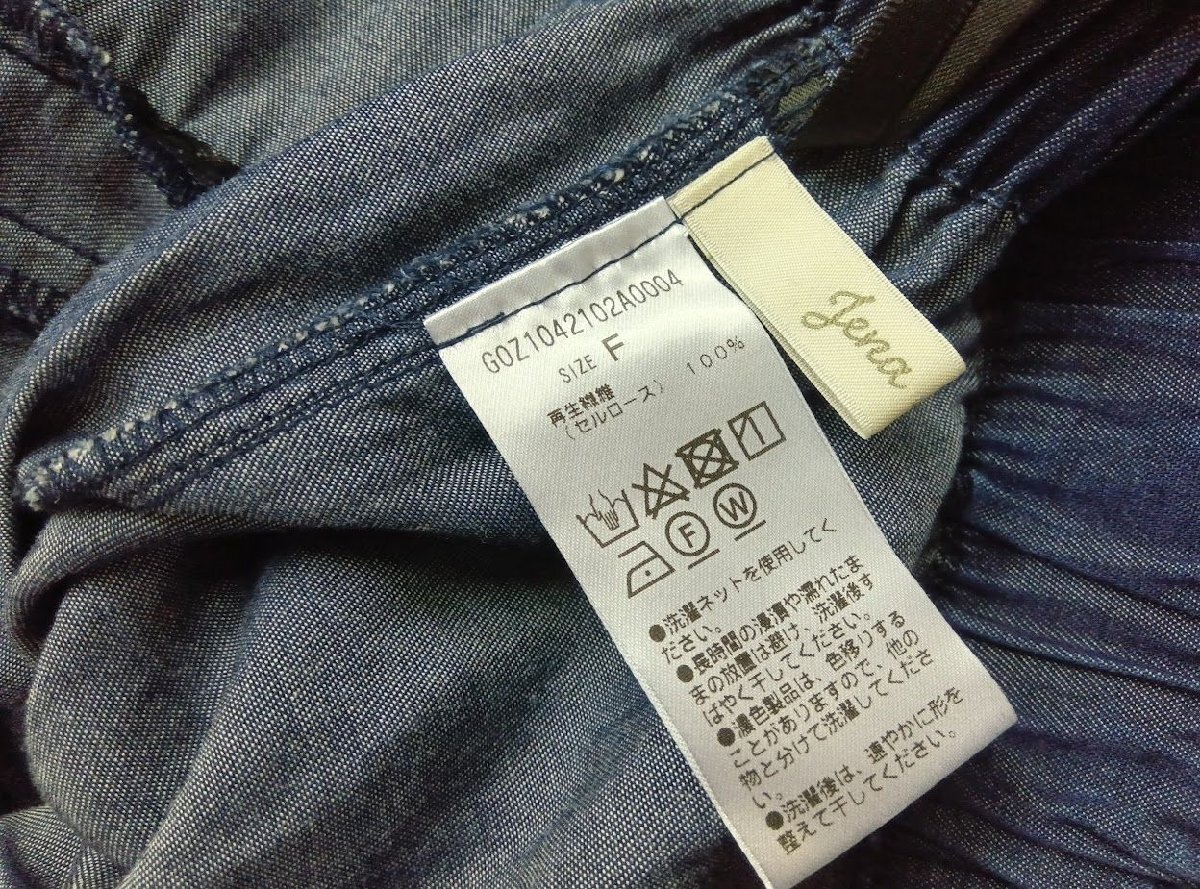 G0Z1042102A0004
SIZE F
再生繊維
(セルロース) 100%
F W
●洗濯ネットを使用してく
ださい。
●長時間の浸漬や濡れたま
まの放置は避け、洗濯後す
ばやく干してください。
●濃色製品は、色移りする
ことがありますので、他の
物と分けて洗濯してくださ
い。
●洗濯後は、速やかに形を
整えて干してください。
Jena